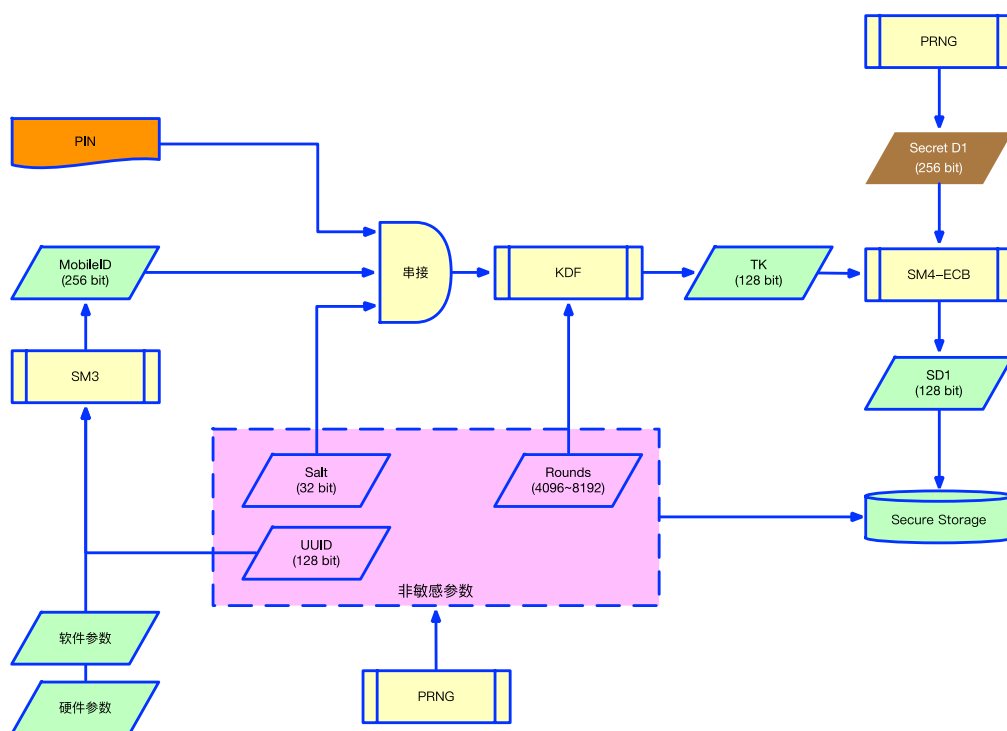 PRNG
PIN
Secret D1
(256 bit)
MobileID
(256 bit)
串接
KDF
TK
(128 bit)
SM4-ECB
SM3
SD1
(128 bit)
Salt
(32 bit)
Rounds
(4096~8192)
Secure Storage
UUID
(128 bit)
非敏感参数
软件参数
PRNG
硬件参数